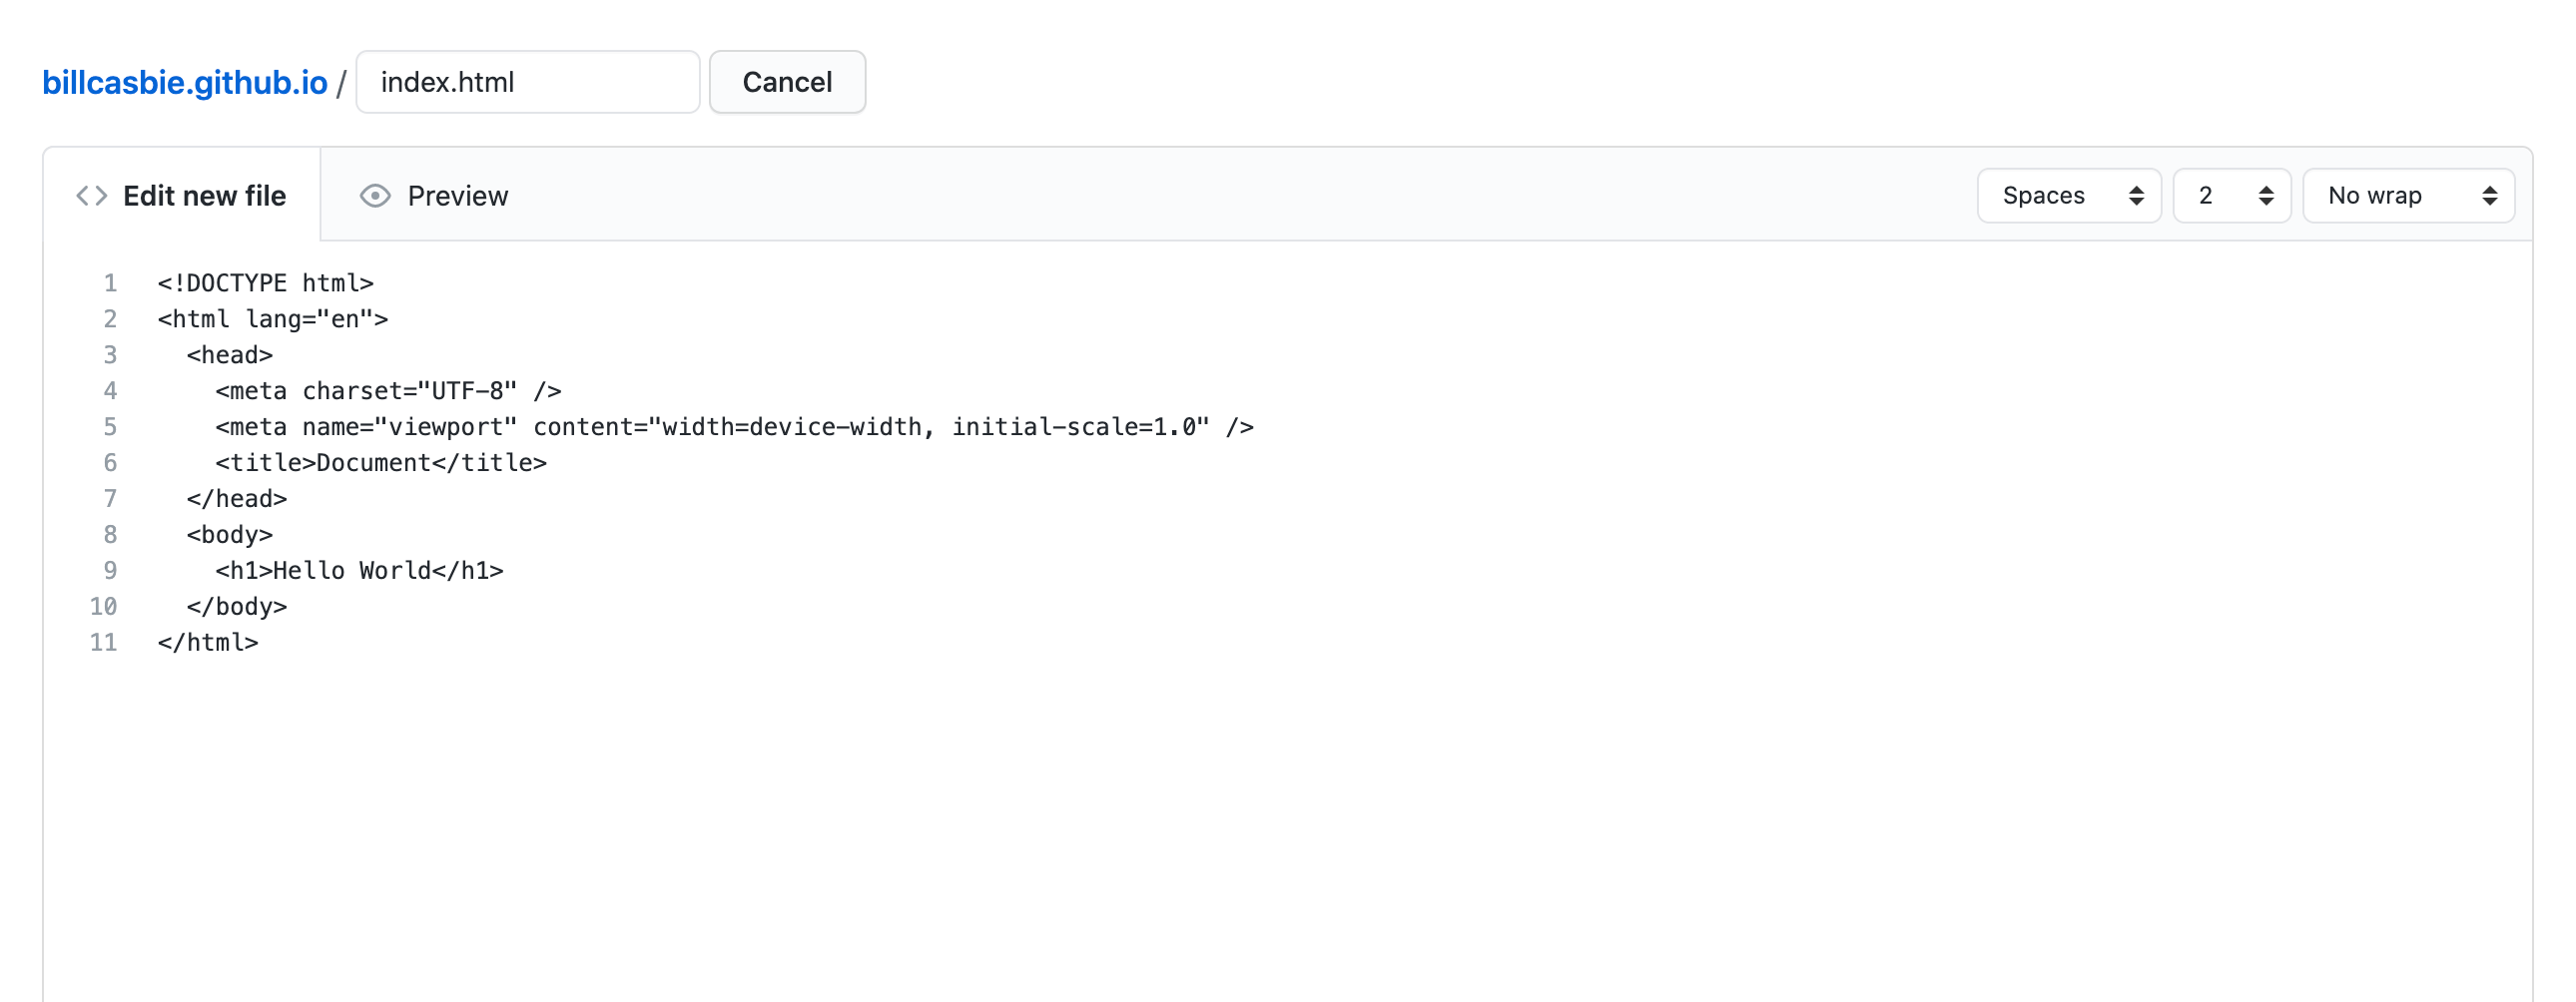 billcasbie.github.io / index.html Cancel
<> Edit new file Preview Spaces 2 No wrap
1 <!DOCTYPE html>
2 <html lang="en">
3   <head>
4     <meta charset="UTF-8" />
5     <meta name="viewport" content="width=device-width, initial-scale=1.0" />
6     <title>Document</title>
7   </head>
8   <body>
9     <h1>Hello World</h1>
10   </body>
11 </html>